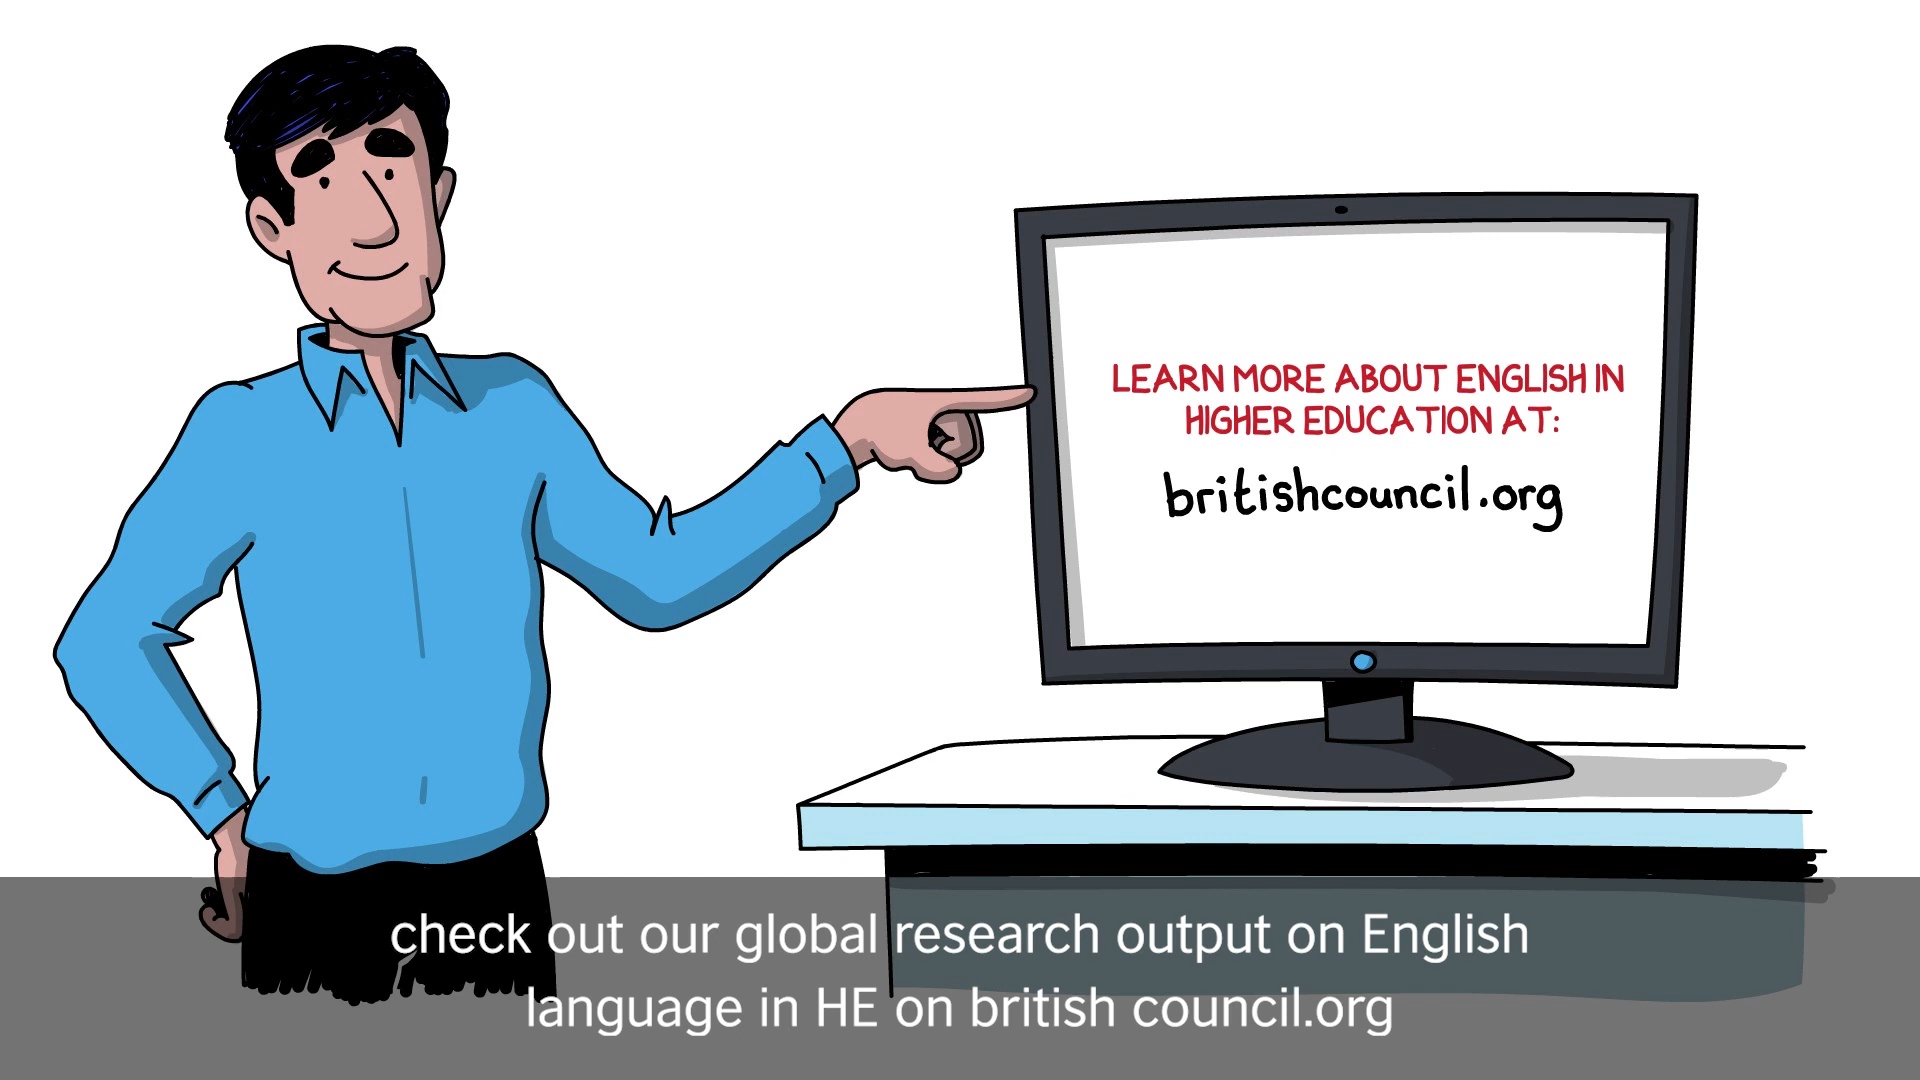 LEARN MORE ABOUT ENGLISH IN
HIGHER EDUCATION AT:
britishcouncil.org
check out our global research output on English
language in HE on british council.org